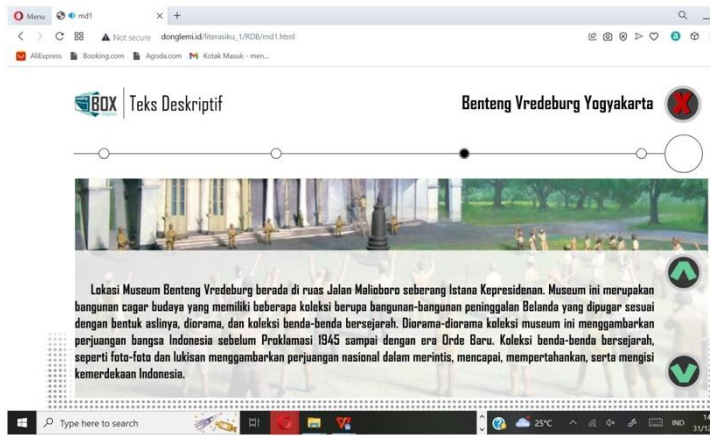 Menu md1
Not secure donglemi.id/literasiku_1/RDB/md1.html
AliExpress Booking.com Agoda.com Kotak Masuk - men...
BOX Teks Deskriptif Benteng Vredeburg Yogyakarta X
Lokasi Museum Benteng Vredeburg berada di ruas Jalan Malioboro seberang Istana Kepresidenan. Museum ini merupakan
bangunan cagar budaya yang memiliki beberapa koleksi berupa bangunan-bangunan peninggalan Belanda yang dipugar sesuai
dengan bentuk aslinya, diorama, dan koleksi benda-benda bersejarah. Diorama-diorama koleksi museum ini menggambarkan
perjuangan bangsa Indonesia sebelum Proklamasi 1945 sampai dengan era Orde Baru. Koleksi benda-benda bersejarah,
seperti foto-foto dan lukisan menggambarkan perjuangan nasional dalam merintis, mencapai, mempertahankan, serta mengisi
kemerdekaan Indonesia.
Type here to search 25°C IND 14
31/12